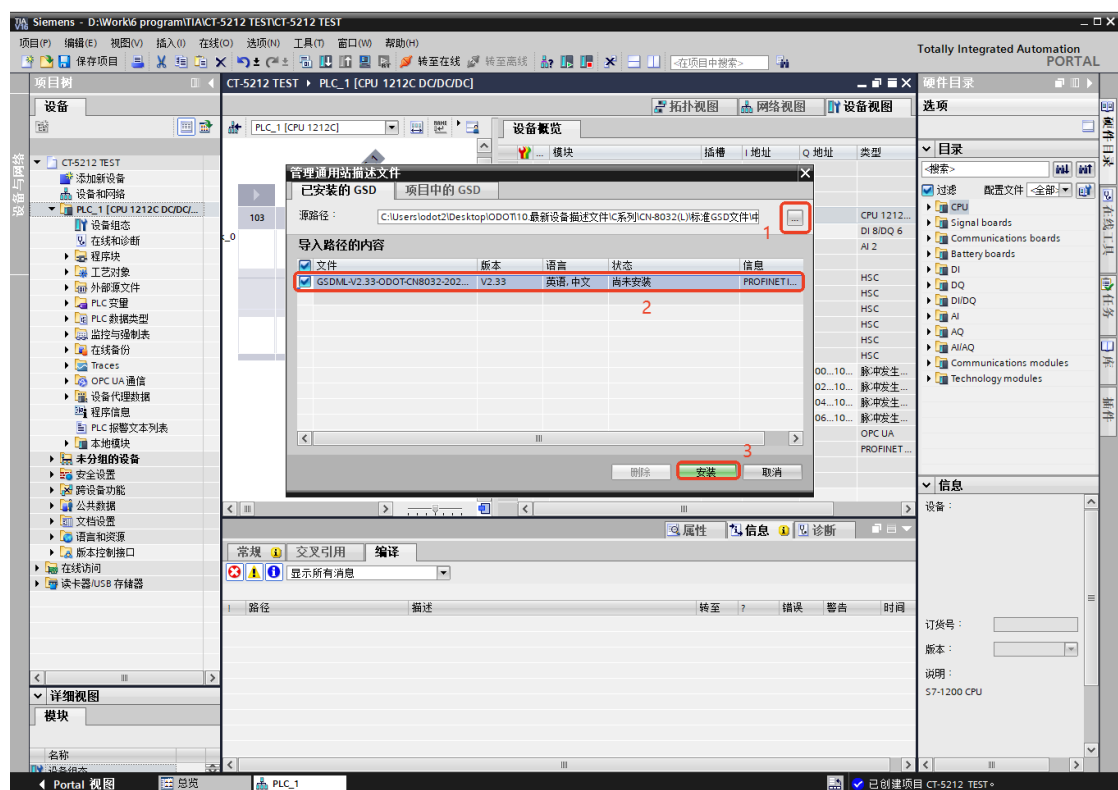 Siemens - D:\Work\6 program\TIA\CT-5212 TEST\CT-5212 TEST
项目(P) 编辑(E) 视图(V) 插入(I) 在线(O) 选项(N) 工具(T) 窗口(W) 帮助(H)
Totally Integrated Automation
PORTAL
保存项目 转至在线 转至离线 <在项目中搜索>
项目树
CT-5212 TEST ▸ PLC_1 [CPU 1212C DC/DC/DC]
硬件目录
设备
拓扑视图 网络视图 设备视图
选项
PLC_1 [CPU 1212C]
设备概览
... 模块 插槽 I 地址 Q 地址 类型
目录
<搜索>
过滤 配置文件 <全部>
设备与网络
CT-5212 TEST
添加新设备
设备和网络
PLC_1 [CPU 1212C DC/DC/...
设备组态
在线和诊断
程序块
工艺对象
外部源文件
PLC 变量
PLC 数据类型
监控与强制表
在线备份
Traces
OPC UA 通信
设备代理数据
程序信息
PLC 报警文本列表
本地模块
未分组的设备
安全设置
跨设备功能
公共数据
文档设置
语言和资源
版本控制接口
在线访问
读卡器/USB 存储器
103
管理通用站描述文件
已安装的 GSD 项目中的 GSD
源路径： C:\Users\odot2\Desktop\ODOT\10.最新设备描述文件\C系列\CN-8032(L)\标准GSD文件\4 ...
1
导入路径的内容
文件 版本 语言 状态 信息
GSDML-V2.33-ODOT-CN8032-202... V2.33 英语, 中文 尚未安装 PROFINET I...
2
3
删除 安装 取消
CPU 1212...
DI 8/DQ 6
AI 2
HSC
HSC
HSC
HSC
HSC
HSC
00...10... 脉冲发生...
02...10... 脉冲发生...
04...10... 脉冲发生...
06...10... 脉冲发生...
OPC UA
PROFINET...
CPU
Signal boards
Communications boards
Battery boards
DI
DQ
DI/DQ
AI
AQ
AI/AQ
Communications modules
Technology modules
硬件目录
在线工具
任务
库
插件
属性 信息 诊断
常规 交叉引用 编译
显示所有消息
! 路径 描述 转至 ? 错误 警告 时间
信息
设备：
订货号：
版本：
说明：
S7-1200 CPU
详细视图
模块
名称
设备组态
Portal 视图 总览 PLC_1 已创建项目 CT-5212 TEST。